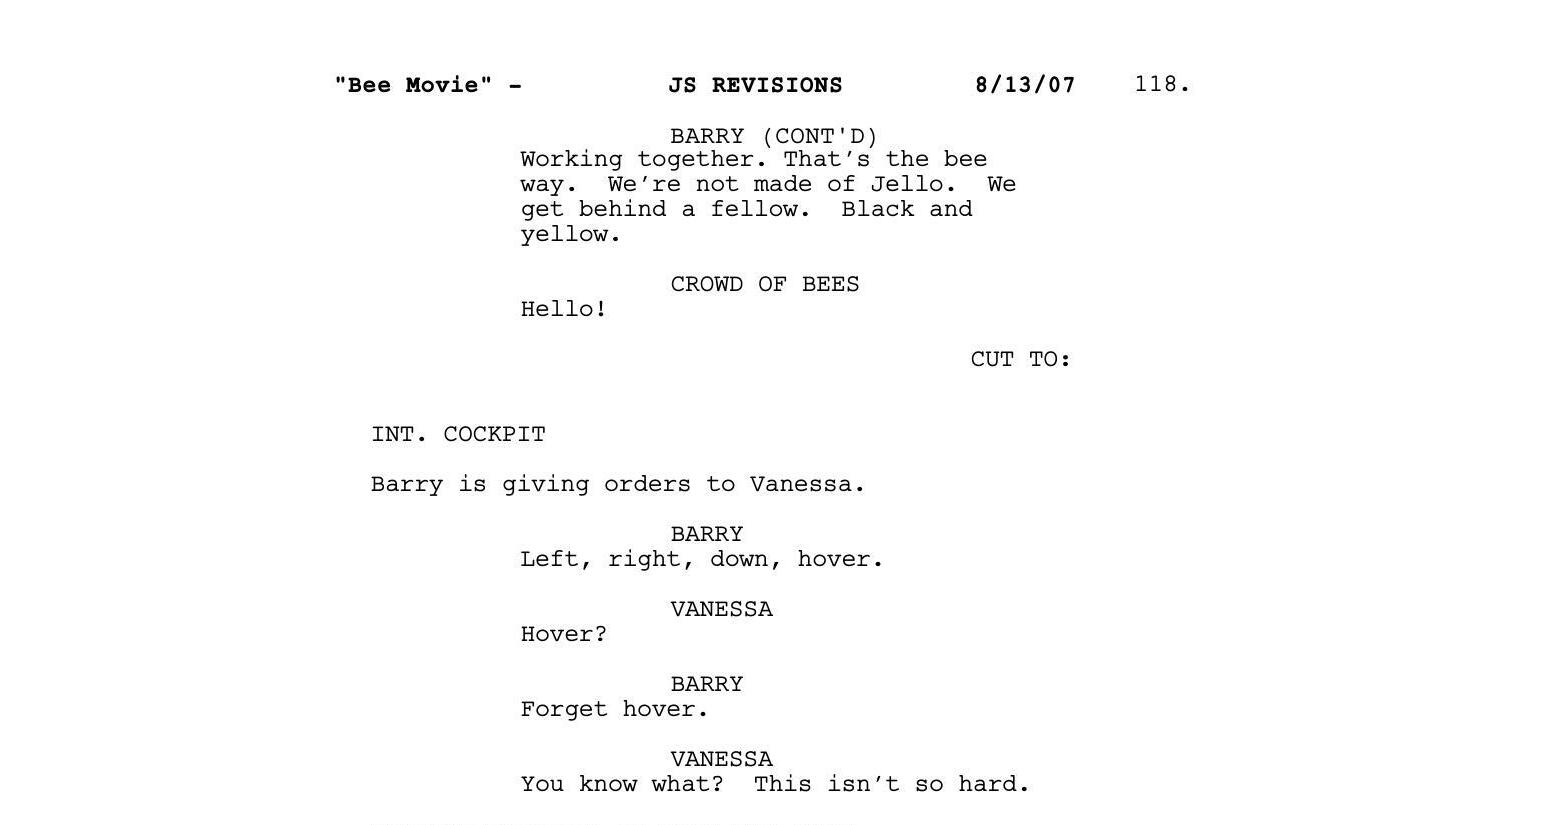 "Bee Movie" - JS REVISIONS 8/13/07 118.
BARRY (CONT'D)
Working together. That's the bee
way.  We're not made of Jello.  We
get behind a fellow.  Black and
yellow.
CROWD OF BEES
Hello!
CUT TO:
INT. COCKPIT
Barry is giving orders to Vanessa.
BARRY
Left, right, down, hover.
VANESSA
Hover?
BARRY
Forget hover.
VANESSA
You know what?  This isn't so hard.